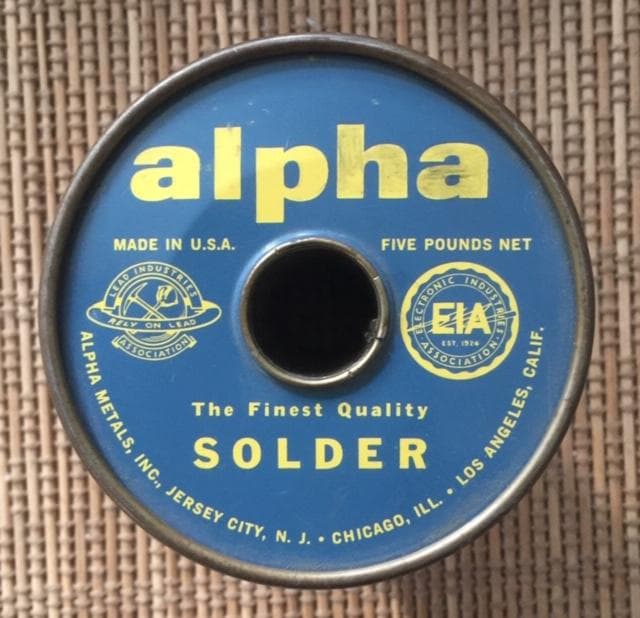 alpha
MADE IN U.S.A.
FIVE POUNDS NET
LEAD INDUSTRIES
RELY ON LEAD
ASSOCIATION
ELECTRONIC INDUSTRIES
EIA
EST. 1924
ASSOCIATION
The Finest Quality
SOLDER
ALPHA METALS, INC., JERSEY CITY, N. J. • CHICAGO, ILL. • LOS ANGELES, CALIF.